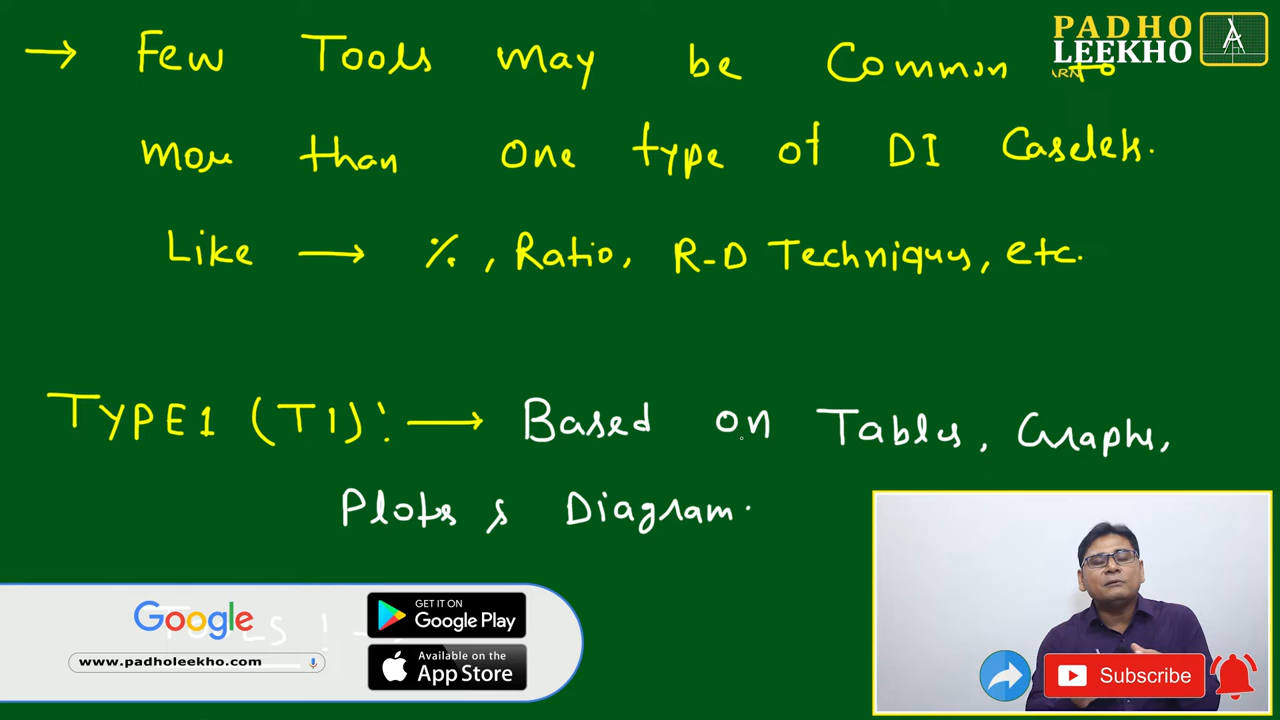 PADHO
LEEKHO
→ Few Tools may be Common to
more than one type of DI Caselets.
Like → %, Ratio, R-D Techniques, etc.
TYPE1 (T1): → Based on Tables, Graphs,
Plots & Diagram.
TOOLS :-
Google
www.padholeekho.com
GET IT ON
Google Play
Available on the
App Store
Subscribe